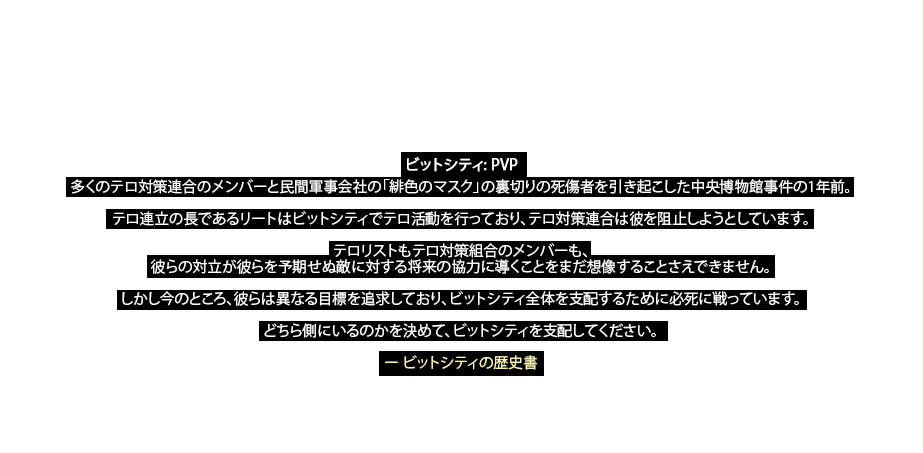 ビットシティ: PVP
多くのテロ対策連合のメンバーと民間軍事会社の「緋色のマスク」の裏切りの死傷者を引き起こした中央博物館事件の1年前。
テロ連立の長であるリートはビットシティでテロ活動を行っており、テロ対策連合は彼を阻止しようとしています。
テロリストもテロ対策組合のメンバーも、
彼らの対立が彼らを予期せぬ敵に対する将来の協力に導くことをまだ想像することさえできません。
しかし今のところ、彼らは異なる目標を追求しており、ビットシティ全体を支配するために必死に戦っています。
どちら側にいるのかを決めて、ビットシティを支配してください。
ー ビットシティの歴史書